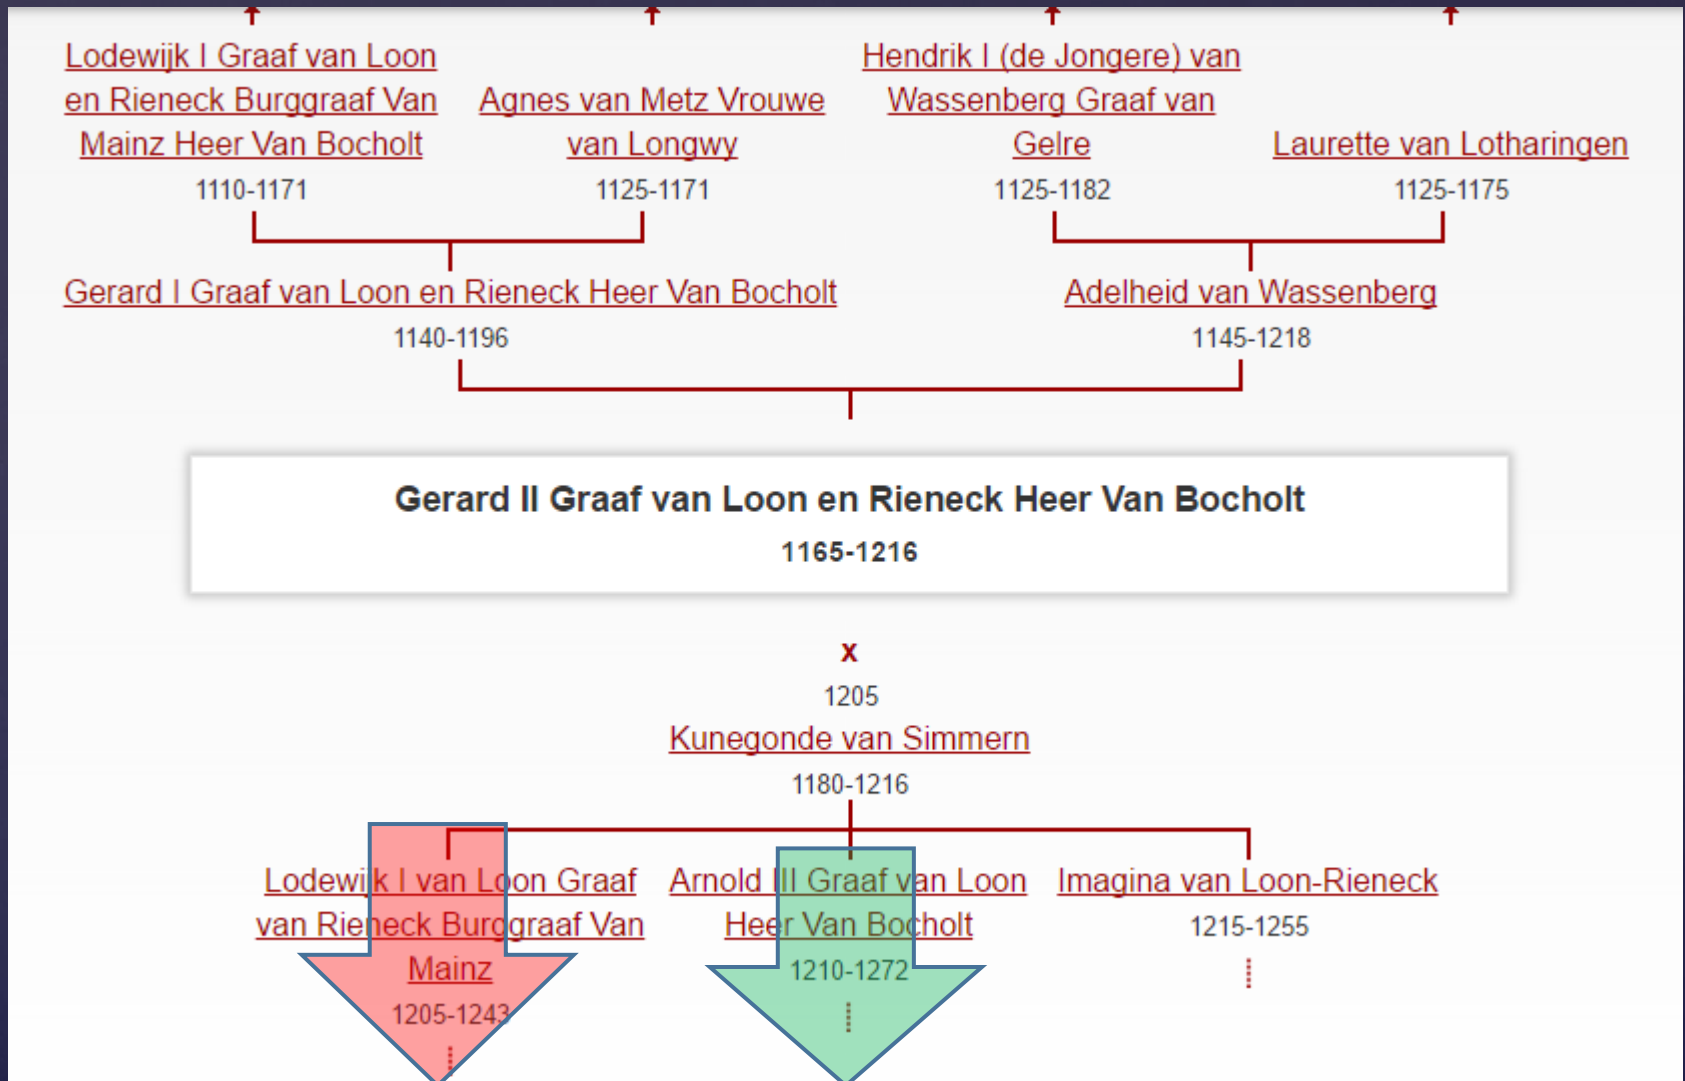 Lodewijk I Graaf van Loon
en Rieneck Burggraaf Van
Mainz Heer Van Bocholt
1110-1171
Agnes van Metz Vrouwe
van Longwy
1125-1171
Hendrik I (de Jongere) van
Wassenberg Graaf van
Gelre
1125-1182
Laurette van Lotharingen
1125-1175
Gerard I Graaf van Loon en Rieneck Heer Van Bocholt
1140-1196
Adelheid van Wassenberg
1145-1218
Gerard II Graaf van Loon en Rieneck Heer Van Bocholt
1165-1216
x
1205
Kunegonde van Simmern
1180-1216
Lodewijk I van Loon Graaf
van Rieneck Burggraaf Van
Mainz
1205-1243
Arnold III Graaf van Loon
Heer Van Bocholt
1210-1272
Imagina van Loon-Rieneck
1215-1255